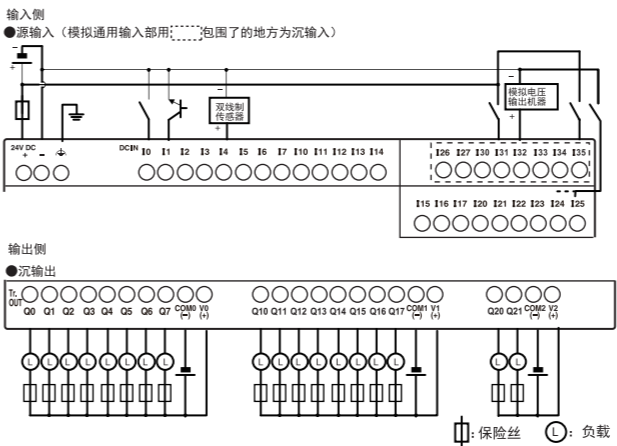 输入侧
●源输入（模拟通用输入部用 包围了的地方为沉输入）
－
＋
－
双线制
传感器
＋
－
模拟电压
输出机器
＋
24V DC
＋ －
DC IN I0 I1 I2 I3 I4 I5 I6 I7 I10 I11 I12 I13 I14
I26 I27 I30 I31 I32 I33 I34 I35
I15 I16 I17 I20 I21 I22 I23 I24 I25
输出侧
●沉输出
Tr.
OUT
Q0 Q1 Q2 Q3 Q4 Q5 Q6 Q7 COM0 (−) V0 (+)
Q10 Q11 Q12 Q13 Q14 Q15 Q16 Q17 COM1 (−) V1 (+)
Q20 Q21 COM2 (−) V2 (+)
L L L L L L L L L L L L L L L L L L
：保险丝 L ：负载